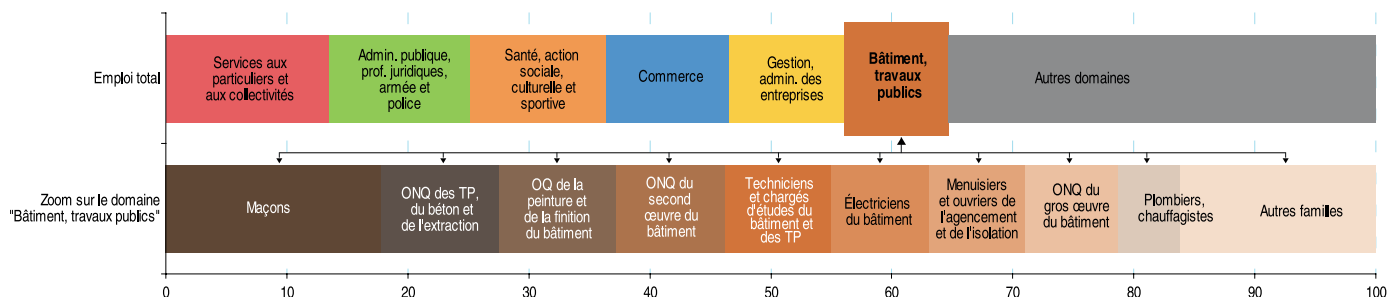 Emploi total
Services aux
particuliers et
aux collectivités
Admin. publique,
prof. juridiques,
armée et
police
Santé, action
sociale,
culturelle et
sportive
Commerce
Gestion,
admin. des
entreprises
Bâtiment,
travaux
publics
Autres domaines
Zoom sur le domaine
"Bâtiment, travaux publics"
Maçons
ONQ des TP,
du béton et
de l'extraction
OQ de la
peinture et
de la finition
du bâtiment
ONQ du
second
œuvre du
bâtiment
Techniciens
et chargés
d'études du
bâtiment et
des TP
Électriciens
du bâtiment
Menuisiers
et ouvriers de
l'agencement
et de l'isolation
ONQ du
gros œuvre
du bâtiment
Plombiers,
chauffagistes
Autres familles
0 10 20 30 40 50 60 70 80 90 100